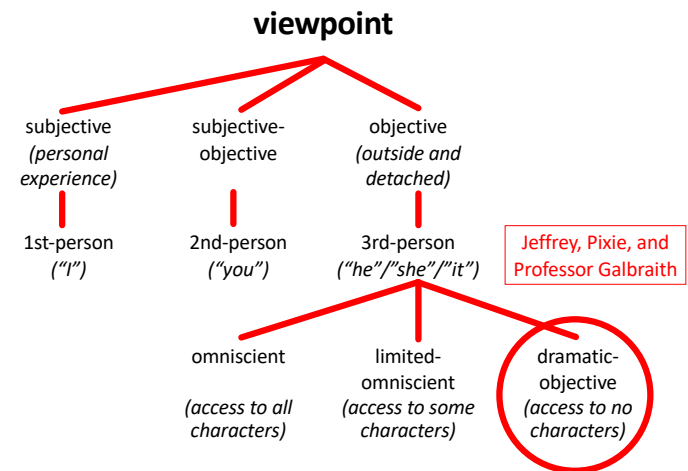 viewpoint
subjective
(personal
experience)
subjective-
objective
objective
(outside and
detached)
1st-person
(“I”)
2nd-person
(“you”)
3rd-person
(“he”/”she”/”it”)
Jeffrey, Pixie, and
Professor Galbraith
omniscient
(access to all
characters)
limited-
omniscient
(access to some
characters)
dramatic-
objective
(access to no
characters)